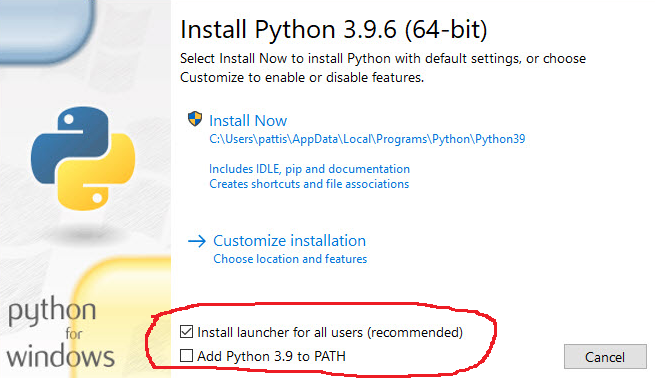 Install Python 3.9.6 (64-bit)
Select Install Now to install Python with default settings, or choose
Customize to enable or disable features.
Install Now
C:\Users\pattis\AppData\Local\Programs\Python\Python39
Includes IDLE, pip and documentation
Creates shortcuts and file associations
Customize installation
Choose location and features
python
for
windows
Install launcher for all users (recommended)
Add Python 3.9 to PATH
Cancel